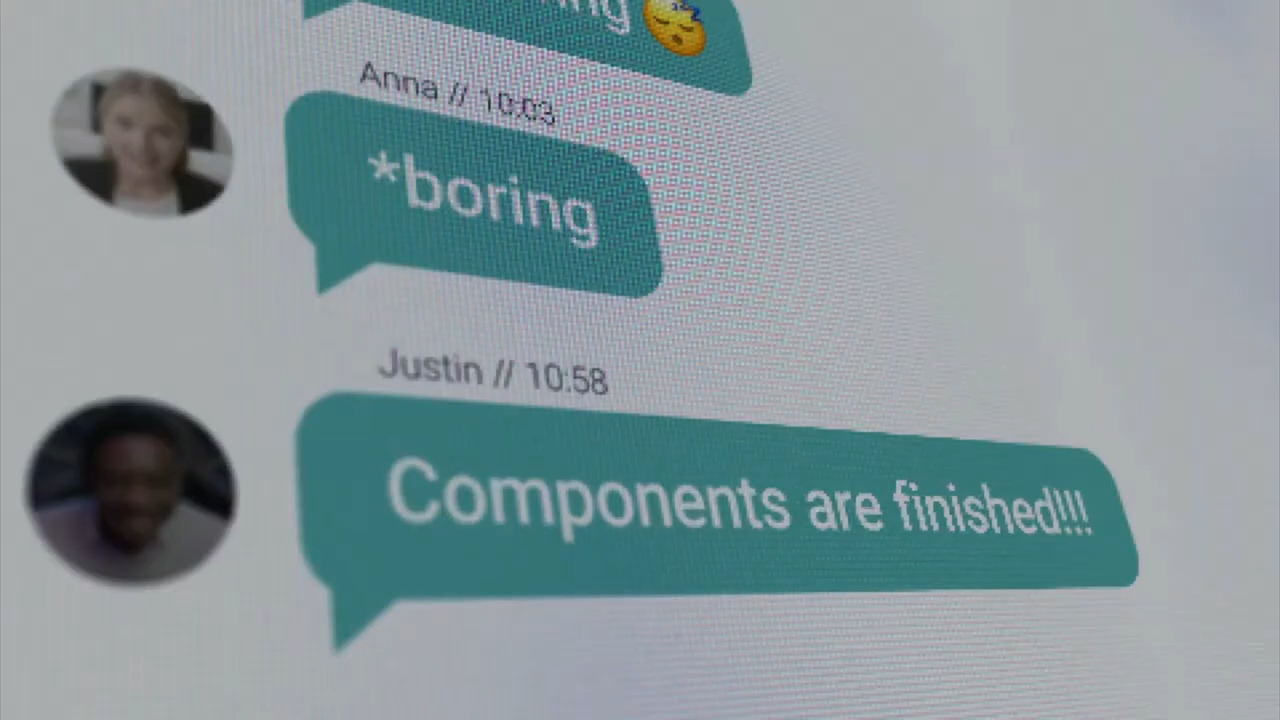 Anna // 10:03
*boring
Justin // 10:58
Components are finished!!!